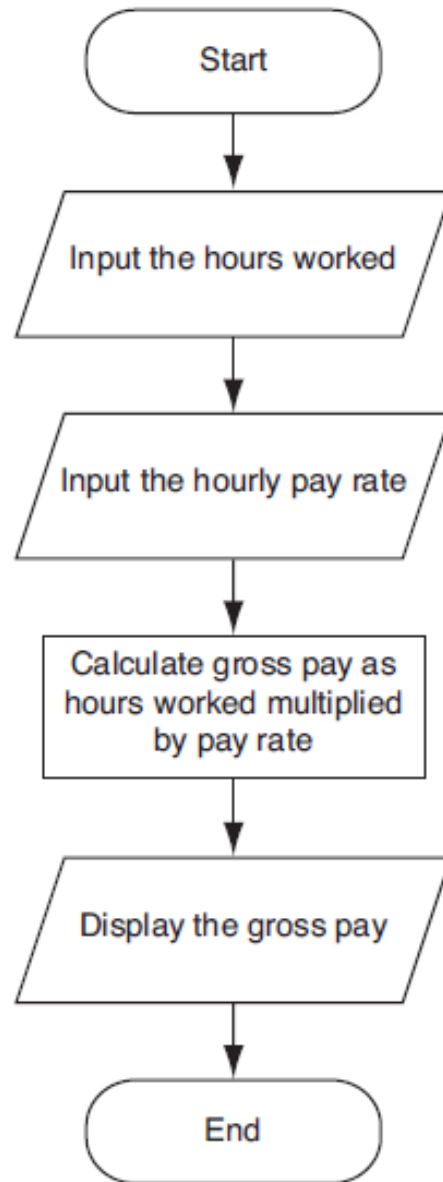 Start
Input the hours worked
Input the hourly pay rate
Calculate gross pay as
hours worked multiplied
by pay rate
Display the gross pay
End